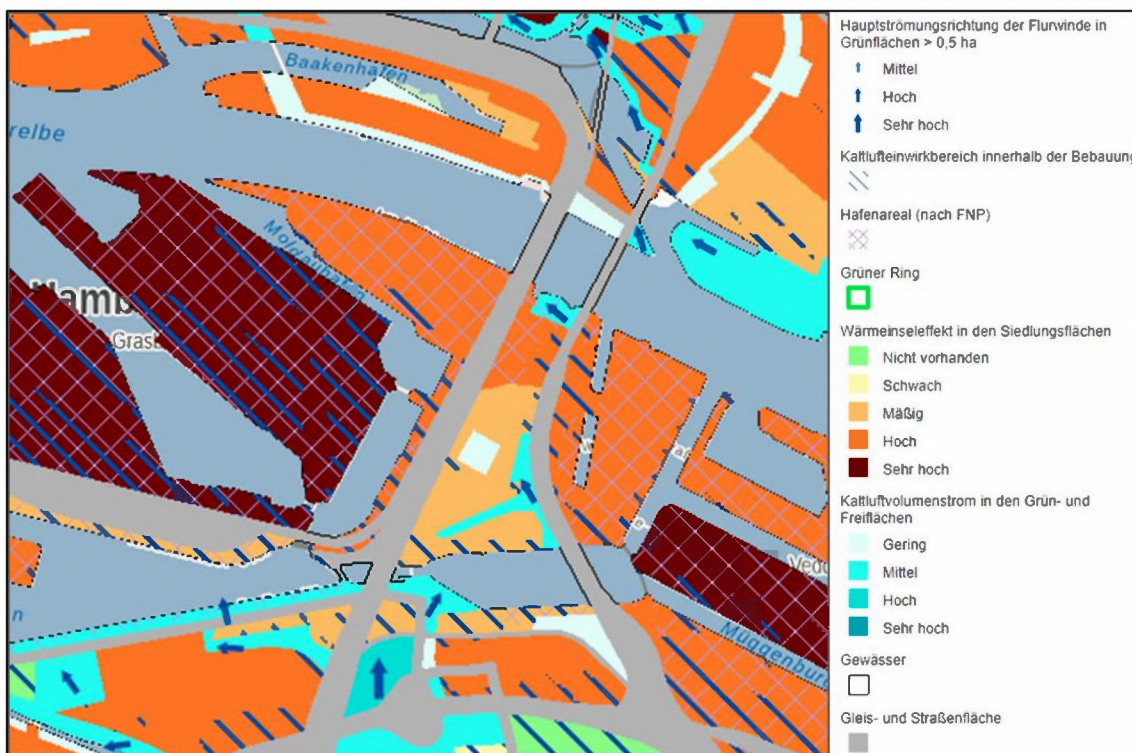 Baakenhafen
relbe
Moldauhafen
Hamb
Gras
Vedd
Müggenburg
n
Hauptströmungsrichtung der Flurwinde in
Grünflächen > 0,5 ha
Mittel
Hoch
Sehr hoch
Kaltlufteinwirkbereich innerhalb der Bebauung
Hafenareal (nach FNP)
Grüner Ring
Wärmeinseleffekt in den Siedlungsflächen
Nicht vorhanden
Schwach
Mäßig
Hoch
Sehr hoch
Kaltluftvolumenstrom in den Grün- und
Freiflächen
Gering
Mittel
Hoch
Sehr hoch
Gewässer
Gleis- und Straßenfläche